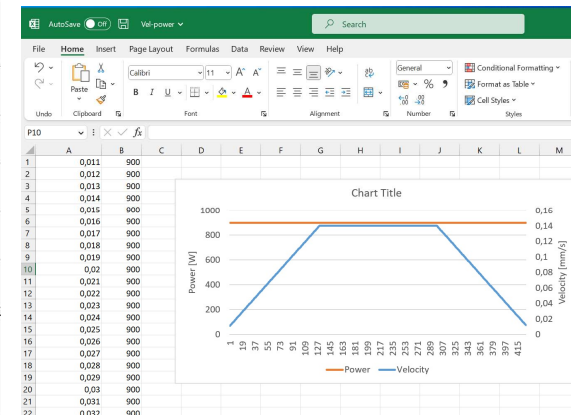 AutoSave Off Vel-power
Search
File Home Insert Page Layout Formulas Data Review View Help
Calibri 11 A^ A˅ General Conditional Formatting
Paste B I U A % 9 Format as Table
Cell Styles
Undo Clipboard Font Alignment Number Styles
P10 fx
A B C D E F G H I J K L M
1 0,011 900
2 0,012 900
3 0,013 900
4 0,014 900
5 0,015 900
6 0,016 900
7 0,017 900
8 0,018 900
9 0,019 900
10 0,02 900
11 0,021 900
12 0,022 900
13 0,023 900
14 0,024 900
15 0,025 900
16 0,026 900
17 0,027 900
18 0,028 900
19 0,029 900
20 0,03 900
21 0,031 900
22 0,032 900
Chart Title
1000 0,16
0,14
800
0,12
600 0,1
0,08
400 0,06
0,04
200
0,02
0 0
Power [W]
Velocity [mm/s]
1 19 37 55 73 91 109 127 145 163 181 199 217 235 253 271 289 307 325 343 361 379 397 415
Power Velocity